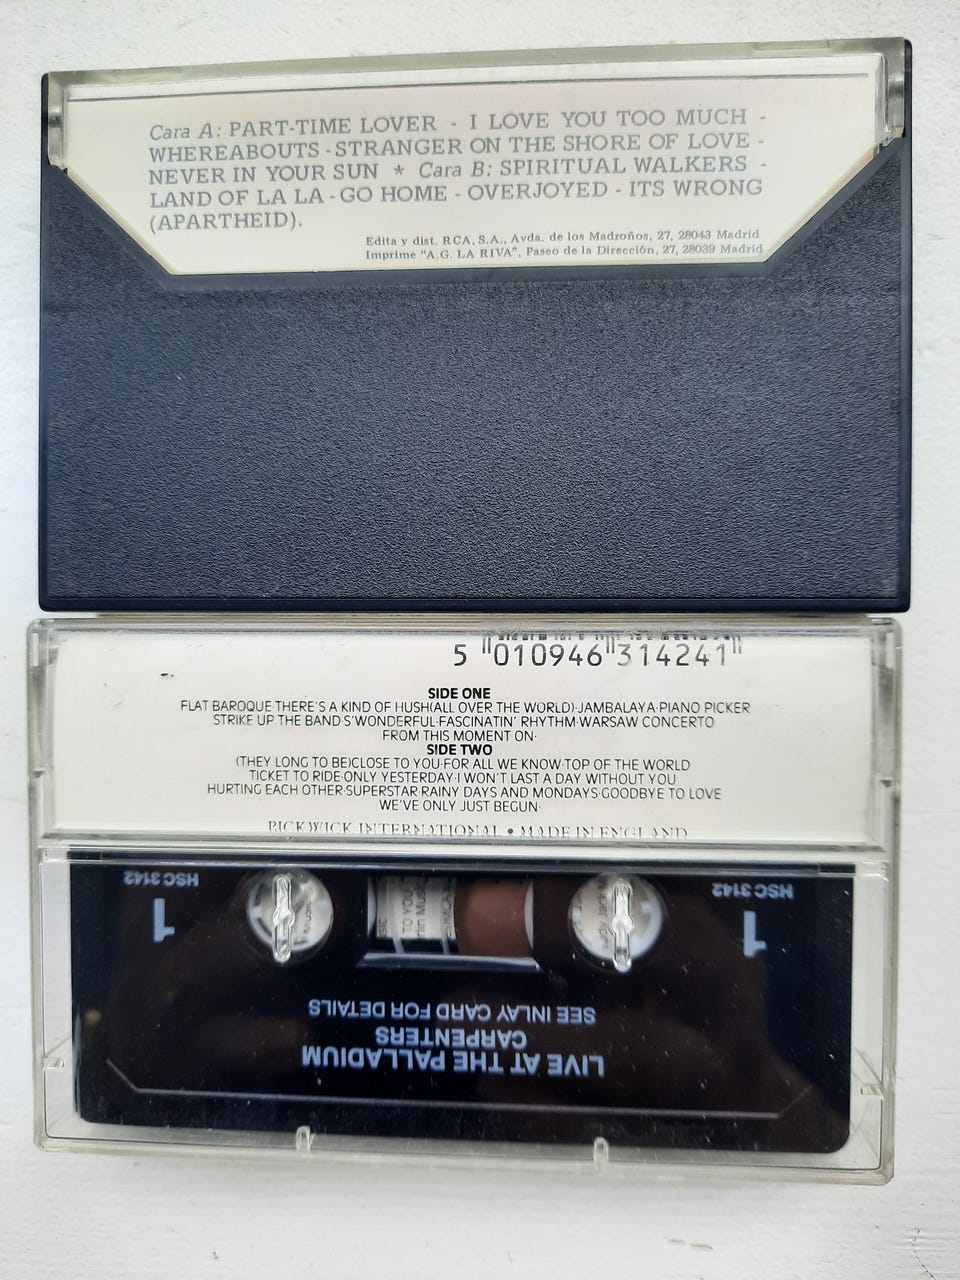 Cara A: PART-TIME LOVER - I LOVE YOU TOO MUCH -
WHEREABOUTS - STRANGER ON THE SHORE OF LOVE -
NEVER IN YOUR SUN * Cara B: SPIRITUAL WALKERS -
LAND OF LA LA - GO HOME - OVERJOYED - ITS WRONG
(APARTHEID).
Edita y dist. RCA, S.A., Avda. de los Madroños, 27, 28043 Madrid
Imprime "A.G. LA RIVA", Paseo de la Dirección, 27, 28039 Madrid
5 010946 314241
SIDE ONE
FLAT BAROQUE·THERE'S A KIND OF HUSH(ALL OVER THE WORLD)·JAMBALAYA·PIANO PICKER
STRIKE UP THE BAND·S'WONDERFUL·FASCINATIN' RHYTHM·WARSAW CONCERTO
FROM THIS MOMENT ON·
SIDE TWO
(THEY LONG TO BE)CLOSE TO YOU·FOR ALL WE KNOW·TOP OF THE WORLD
TICKET TO RIDE·ONLY YESTERDAY·I WON'T LAST A DAY WITHOUT YOU
HURTING EACH OTHER·SUPERSTAR·RAINY DAYS AND MONDAYS·GOODBYE TO LOVE
WE'VE ONLY JUST BEGUN·
PICKWICK INTERNATIONAL • MADE IN ENGLAND
LIVE AT THE PALLADIUM
CARPENTERS
SEE INLAY CARD FOR DETAILS
1 1
HSC 3142 HSC 3142